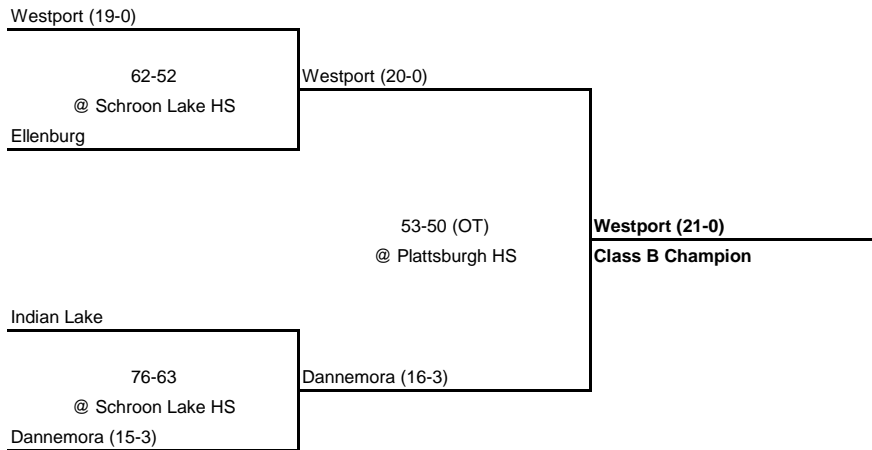 Westport (19-0)
62-52
@ Schroon Lake HS
Westport (20-0)
Ellenburg
53-50 (OT)
@ Plattsburgh HS
Westport (21-0)
Class B Champion
Indian Lake
76-63
@ Schroon Lake HS
Dannemora (16-3)
Dannemora (15-3)